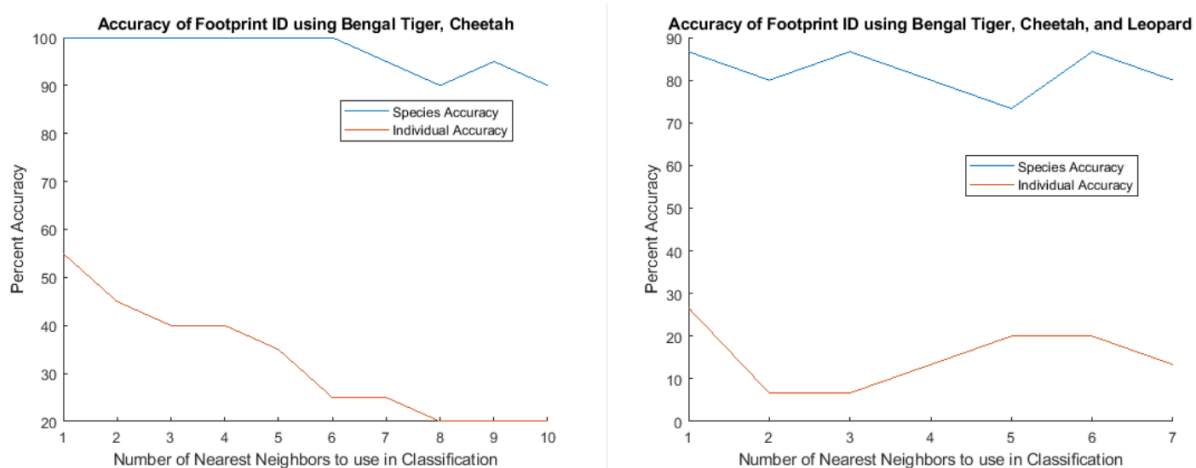 Accuracy of Footprint ID using Bengal Tiger, Cheetah
100
90
80
70
60
50
40
30
20
Percent Accuracy
Species Accuracy
Individual Accuracy
1 2 3 4 5 6 7 8 9 10
Number of Nearest Neighbors to use in Classification
Accuracy of Footprint ID using Bengal Tiger, Cheetah, and Leopard
90
80
70
60
50
40
30
20
10
0
Percent Accuracy
Species Accuracy
Individual Accuracy
1 2 3 4 5 6 7
Number of Nearest Neighbors to use in Classification